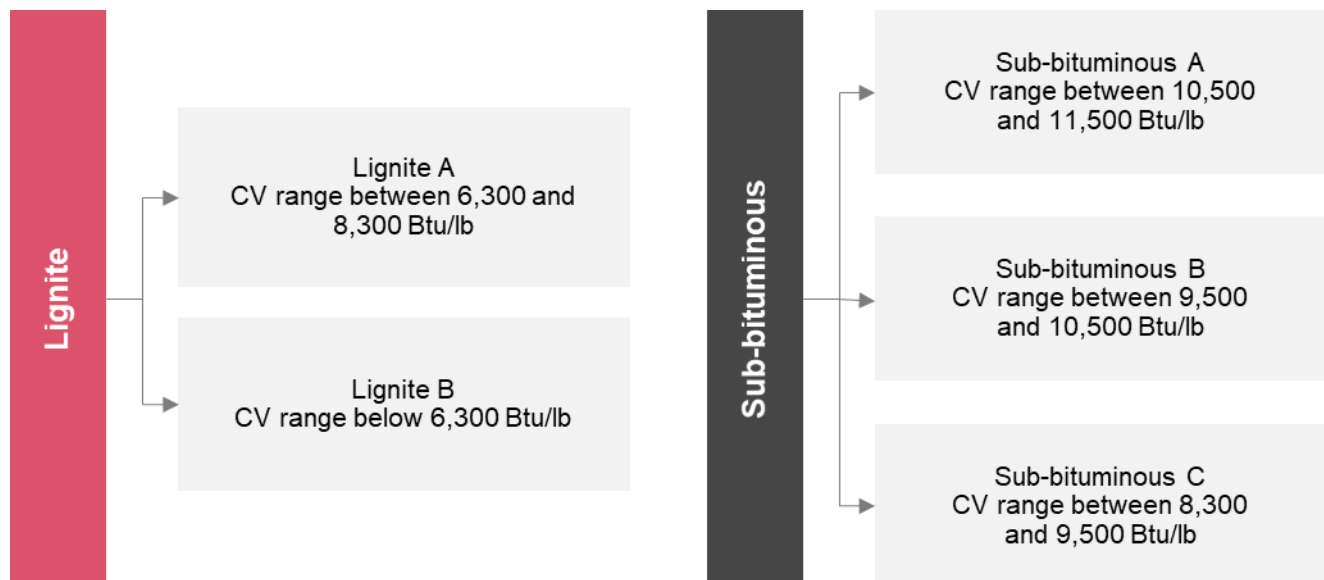 Lignite
Lignite A
CV range between 6,300 and
8,300 Btu/lb
Lignite B
CV range below 6,300 Btu/lb
Sub-bituminous
Sub-bituminous A
CV range between 10,500
and 11,500 Btu/lb
Sub-bituminous B
CV range between 9,500
and 10,500 Btu/lb
Sub-bituminous C
CV range between 8,300
and 9,500 Btu/lb